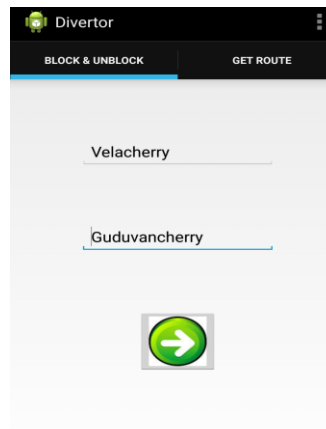 Divertor
BLOCK & UNBLOCK GET ROUTE
Velacherry
Guduvancherry